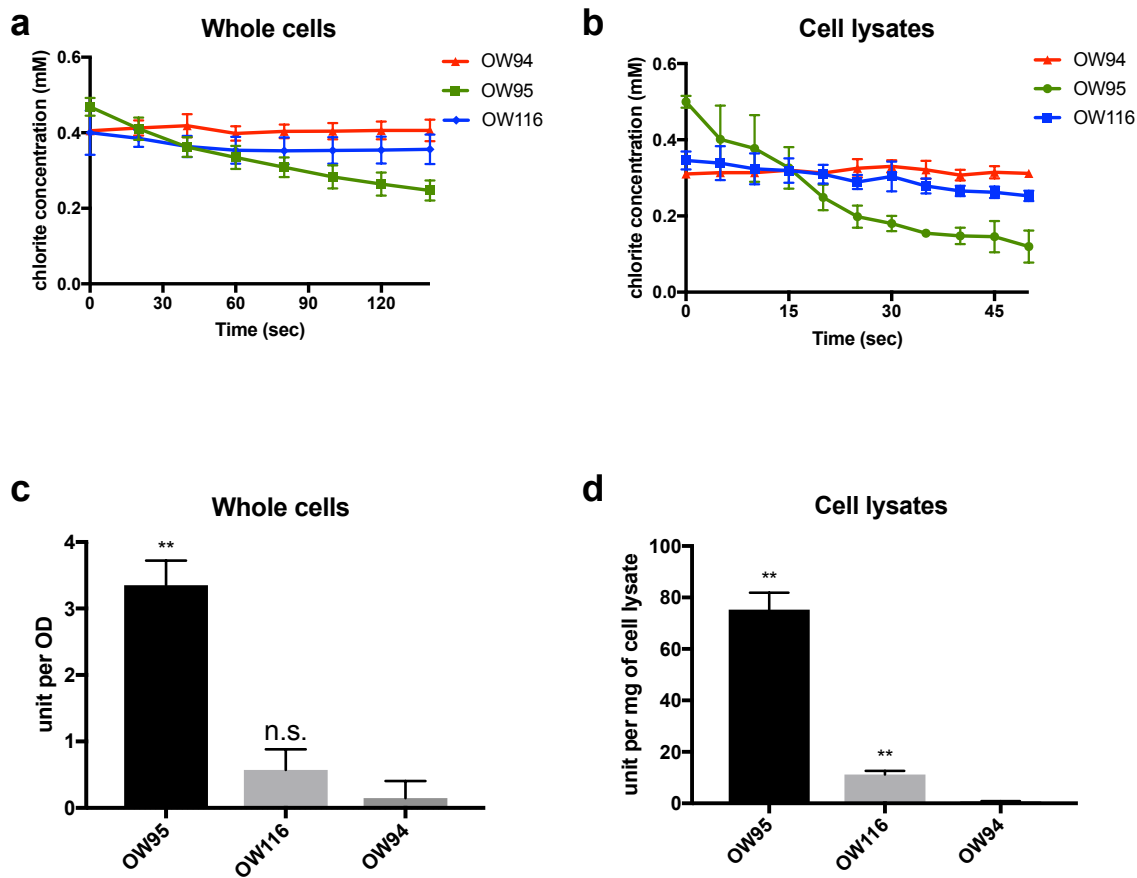 a
Whole cells
chlorite concentration (mM)
0.6
0.4
0.2
0.0
0
30
60
90
120
Time (sec)
OW94
OW95
OW116
b
Cell lysates
chlorite concentration (mM)
0.6
0.4
0.2
0.0
0
15
30
45
Time (sec)
OW94
OW95
OW116
c
Whole cells
unit per OD
4
3
2
1
0
**
n.s.
OW95
OW116
OW94
d
Cell lysates
unit per mg of cell lysate
100
80
60
40
20
0
**
**
OW95
OW116
OW94